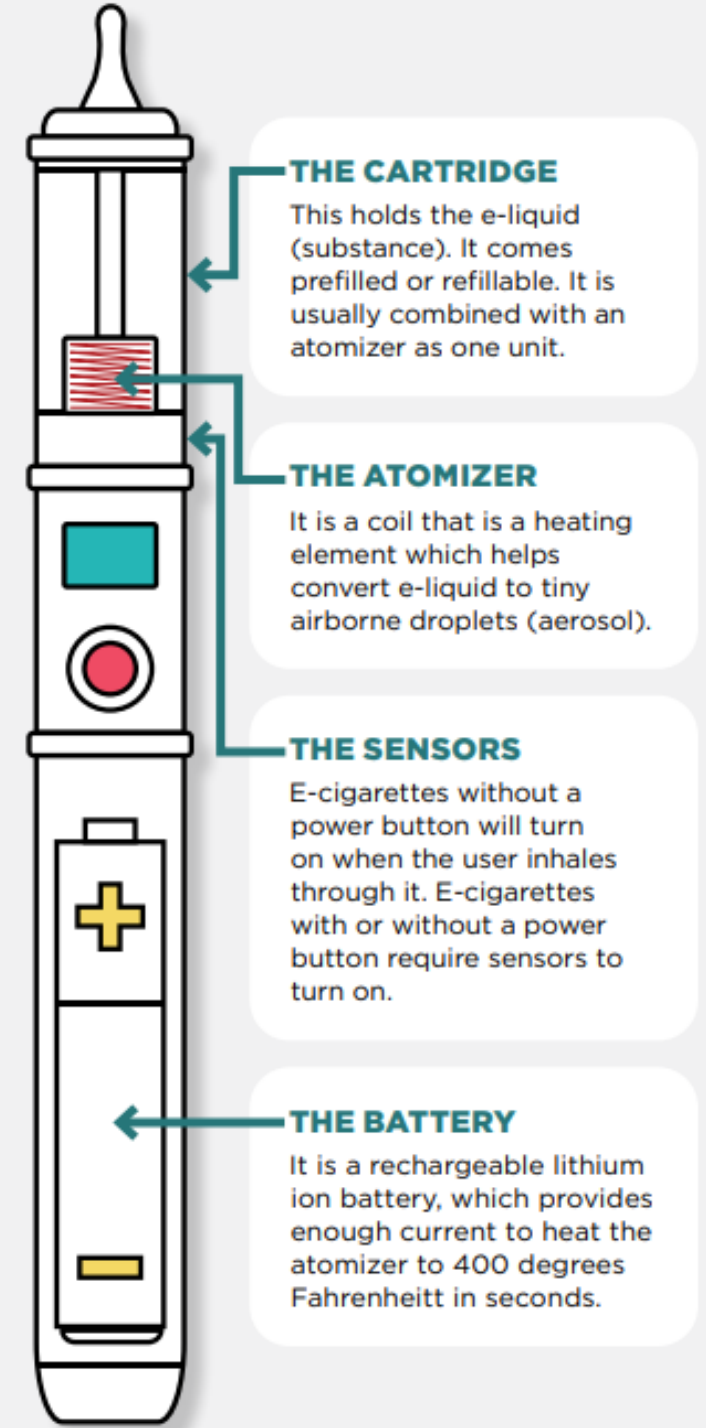 THE CARTRIDGE
This holds the e-liquid
(substance). It comes
prefilled or refillable. It is
usually combined with an
atomizer as one unit.
THE ATOMIZER
It is a coil that is a heating
element which helps
convert e-liquid to tiny
airborne droplets (aerosol).
THE SENSORS
E-cigarettes without a
power button will turn
on when the user inhales
through it. E-cigarettes
with or without a power
button require sensors to
turn on.
THE BATTERY
It is a rechargeable lithium
ion battery, which provides
enough current to heat the
atomizer to 400 degrees
Fahrenheitt in seconds.